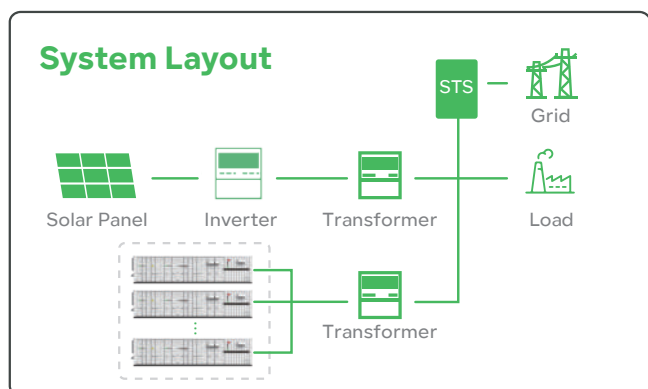 System Layout
STS
Grid
Solar Panel
Inverter
Transformer
Load
Transformer